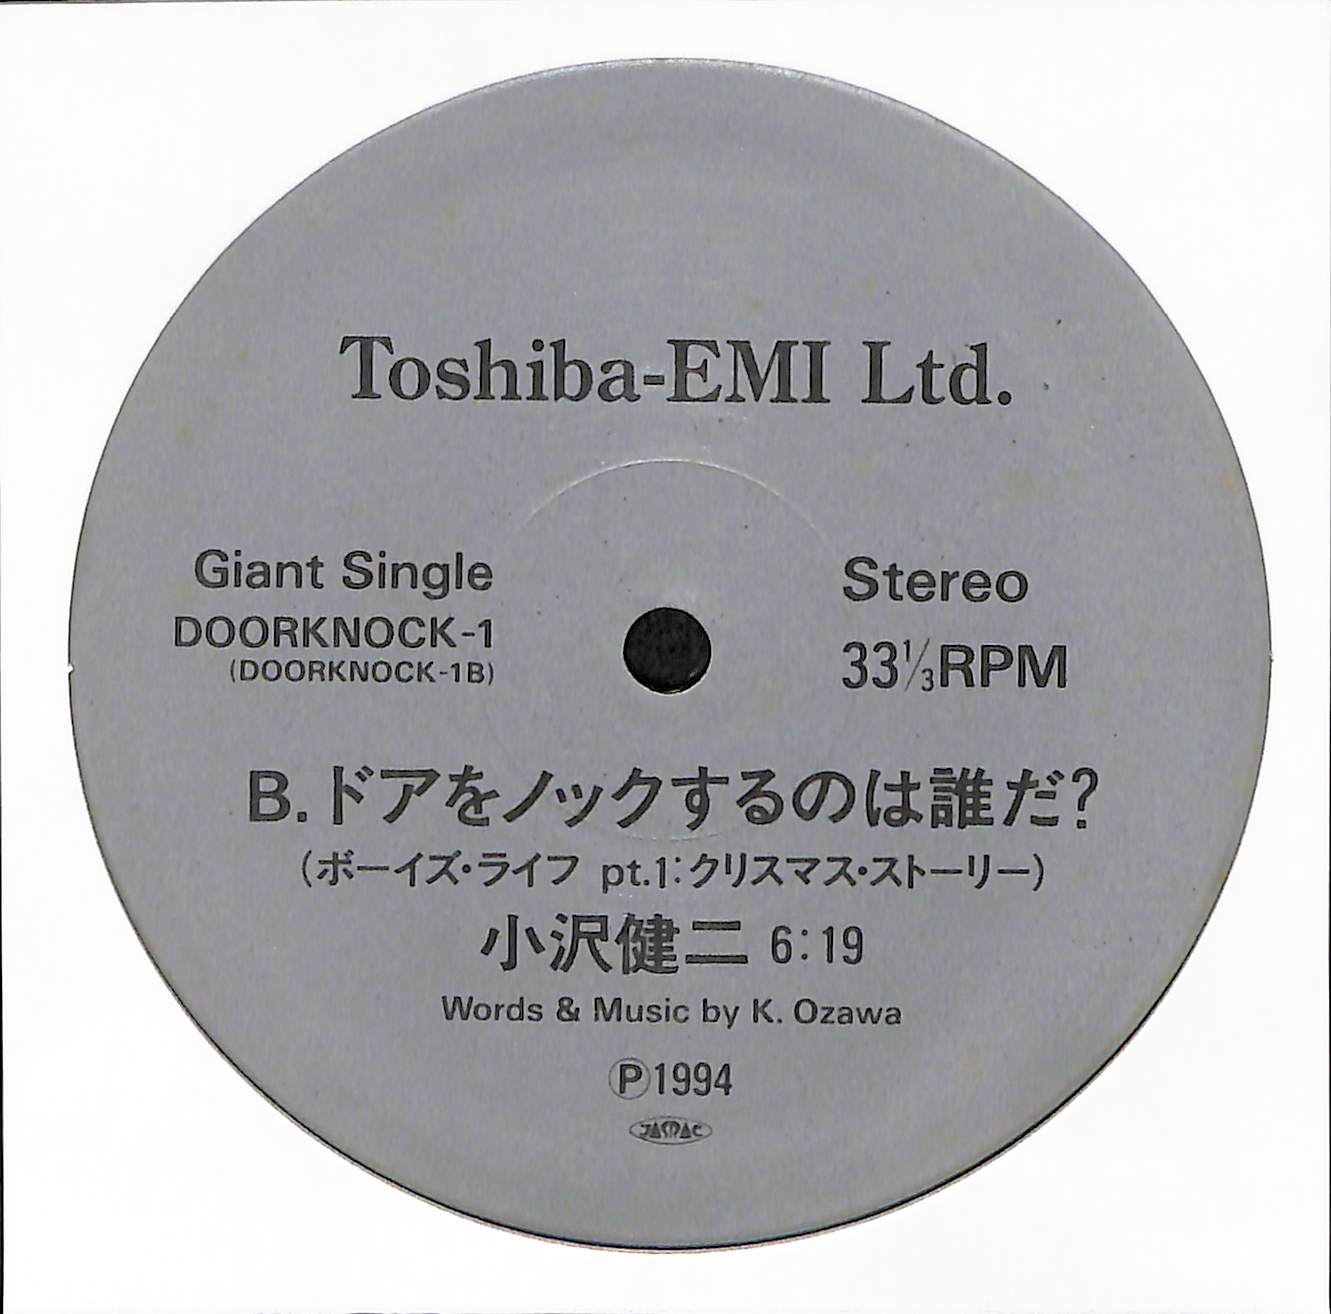 Toshiba-EMI Ltd.
Giant Single
DOORKNOCK-1
(DOORKNOCK-1B)
Stereo
33⅓RPM
B.ドアをノックするのは誰だ?
(ボーイズ・ライフ pt.1:クリスマス・ストーリー)
小沢健二 6:19
Words & Music by K. Ozawa
Ⓟ1994
JASRAC